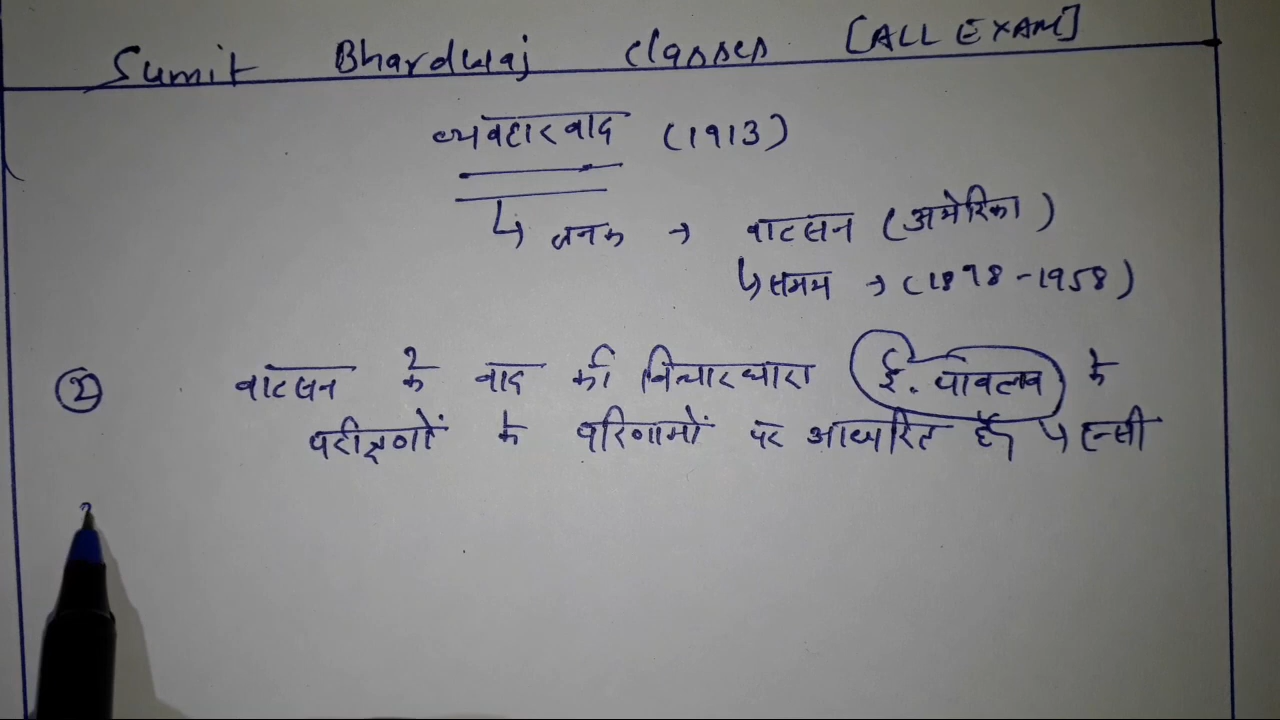 Sumit Bhardwaj Classes [ALL EXAM]
व्यवहारवाद (1913)
↳ जनक → वाटसन (अमेरिका)
↳ समय → (1878-1958)
② वाटसन के वाद की विचारधारा ई. पॉवलव के
परीक्षणों के परिणामों पर आधारित है